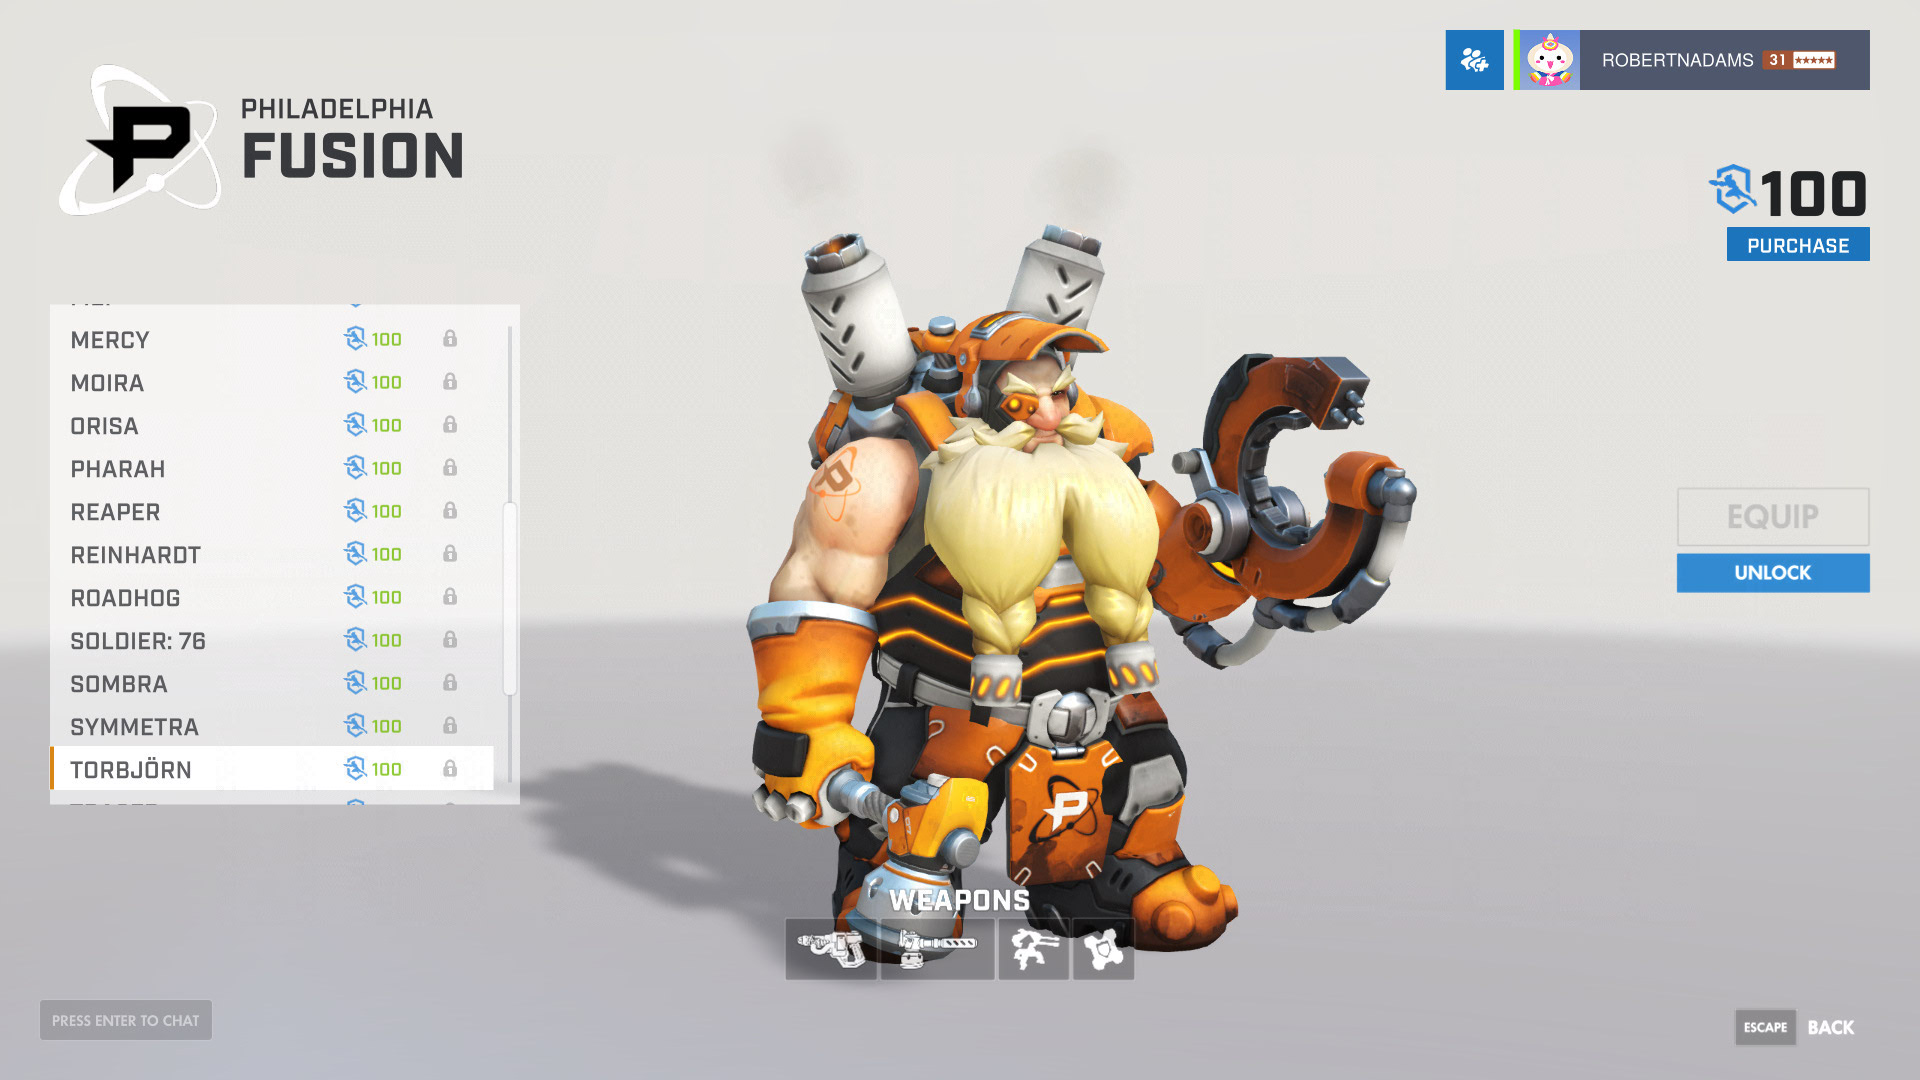 PHILADELPHIA
FUSION
ROBERTNADAMS 31
100
PURCHASE
MERCY 100
MOIRA 100
ORISA 100
PHARAH 100
REAPER 100
REINHARDT 100
ROADHOG 100
SOLDIER: 76 100
SOMBRA 100
SYMMETRA 100
TORBJÖRN 100
EQUIP
UNLOCK
WEAPONS
PRESS ENTER TO CHAT
ESCAPE BACK